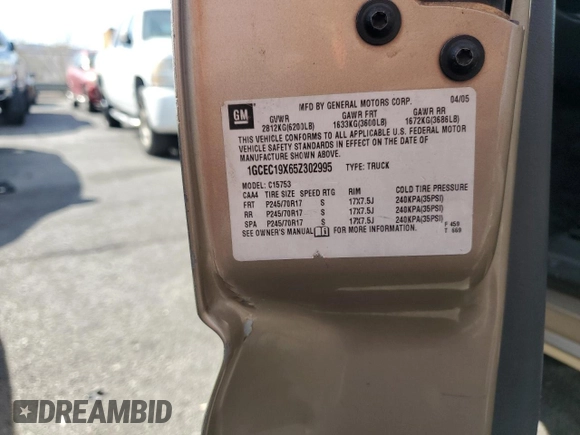 GM
MFD BY GENERAL MOTORS CORP. 04/05
GVWR GAWR FRT GAWR RR
2812KG(6200LB) 1633KG(3600LB) 1672KG(3686LB)
THIS VEHICLE CONFORMS TO ALL APPLICABLE U.S. FEDERAL MOTOR
VEHICLE SAFETY STANDARDS IN EFFECT ON THE DATE OF
MANUFACTURE SHOWN ABOVE.
1GCEC19X65Z302995 TYPE: TRUCK
MODEL: C15753
CAA4 TIRE SIZE SPEED RTG RIM COLD TIRE PRESSURE
FRT P245/70R17 S 17X7.5J 240KPA(35PSI)
RR P245/70R17 S 17X7.5J 240KPA(35PSI)
SPA P245/70R17 S 17X7.5J 240KPA(35PSI)
SEE OWNER'S MANUAL FOR MORE INFORMATION.
F 459
T 669
DREAMBID